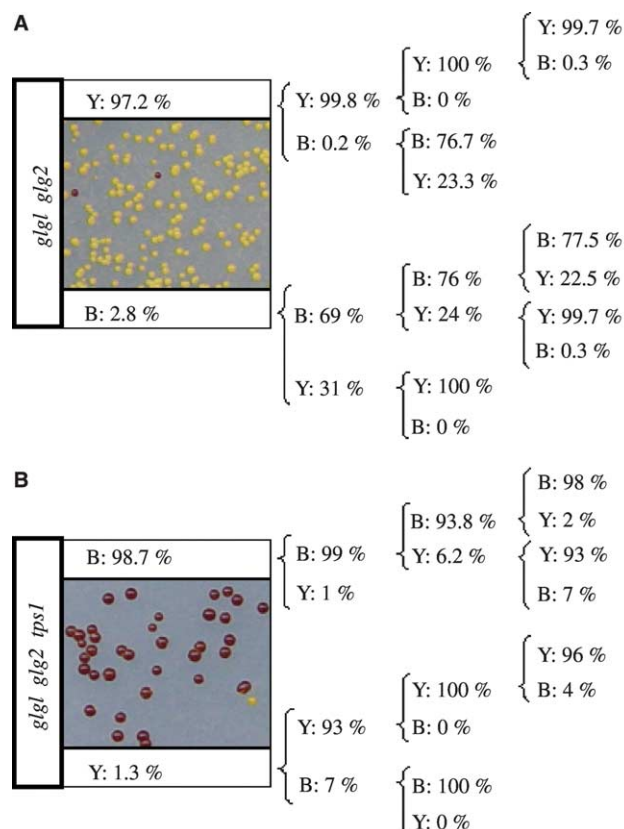 A
glgl glg2
Y: 97.2 %
B: 2.8 %
Y: 99.8 %
B: 0.2 %
Y: 100 %
B: 0 %
Y: 99.7 %
B: 0.3 %
B: 76.7 %
Y: 23.3 %
B: 69 %
Y: 31 %
B: 76 %
Y: 24 %
B: 77.5 %
Y: 22.5 %
Y: 99.7 %
B: 0.3 %
Y: 100 %
B: 0 %
B
glgl glg2 tps1
B: 98.7 %
Y: 1.3 %
B: 99 %
Y: 1 %
B: 93.8 %
Y: 6.2 %
B: 98 %
Y: 2 %
Y: 93 %
B: 7 %
Y: 93 %
B: 7 %
Y: 100 %
B: 0 %
Y: 96 %
B: 4 %
B: 100 %
Y: 0 %